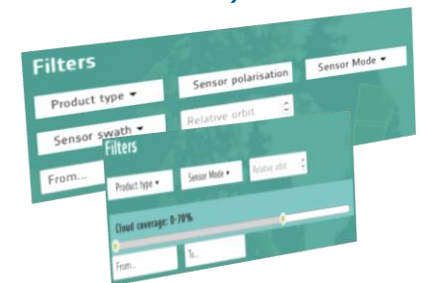 Filters
Product type
Sensor polarisation
Sensor Mode
Sensor swath
Relative orbit
From...
Filters
Product type
Sensor Mode
Relative orbit
Cloud coverage: 0-70%
From...
To...